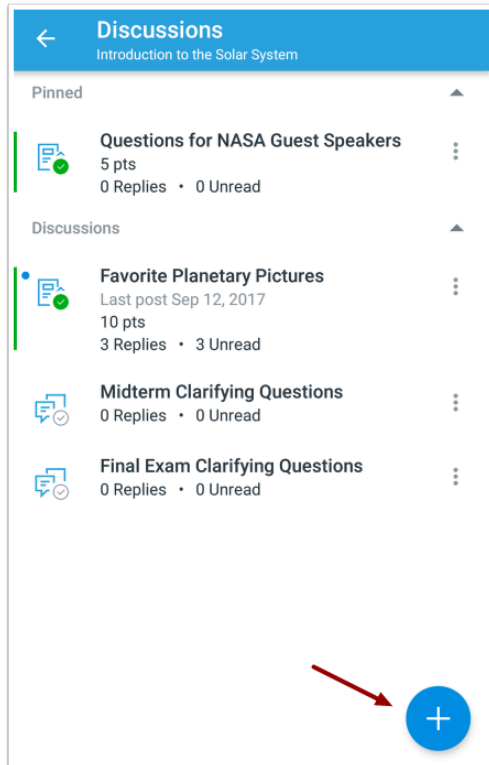 Discussions
Introduction to the Solar System
Pinned
Questions for NASA Guest Speakers
5 pts
0 Replies • 0 Unread
Discussions
Favorite Planetary Pictures
Last post Sep 12, 2017
10 pts
3 Replies • 3 Unread
Midterm Clarifying Questions
0 Replies • 0 Unread
Final Exam Clarifying Questions
0 Replies • 0 Unread